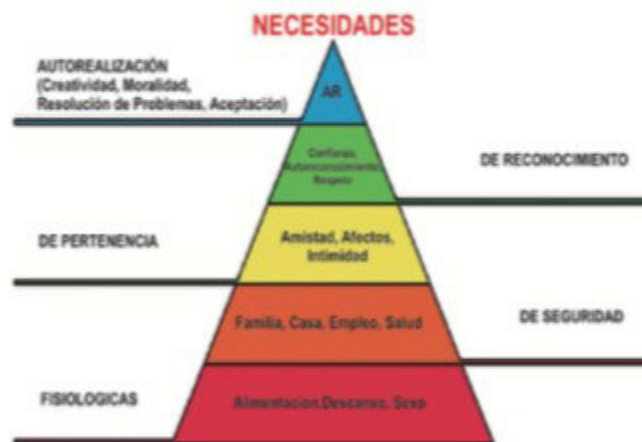 NECESIDADES
AUTOREALIZACIÓN
(Creatividad, Moralidad,
Resolución de Problemas, Aceptación)
AR
Confianza,
Respeto
DE RECONOCIMIENTO
DE PERTENENCIA
Amistad, Afectos,
Intimidad
Familia, Casa, Empleo, Salud
DE SEGURIDAD
FISIOLOGICAS
Alimentacion,Descanso, Sexo